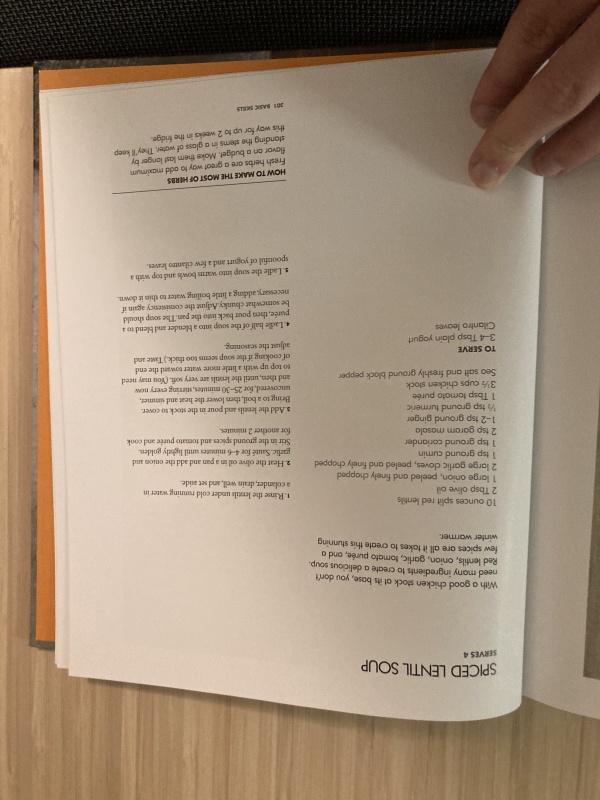 SPICED LENTIL SOUP
SERVES 4
With a good chicken stock at its base, you don't
need many ingredients to create a delicious soup.
Red lentils, onion, garlic, tomato purée, and a
few spices are all it takes to create this stunning
winter warmer.
10 ounces split red lentils
2 Tbsp olive oil
1 large onion, peeled and finely chopped
2 large garlic cloves, peeled and finely chopped
1 tsp ground cumin
1 tsp ground coriander
2 tsp garam masala
1–2 tsp ground ginger
½ tsp ground turmeric
1 Tbsp tomato purée
3½ cups chicken stock
Sea salt and freshly ground black pepper
TO SERVE
3–4 Tbsp plain yogurt
Cilantro leaves
1. Rinse the lentils under cold running water in
a colander, drain well, and set aside.
2. Heat the olive oil in a pan and add the onion and
garlic. Sauté for 4–6 minutes until lightly golden.
Stir in the ground spices and tomato purée and cook
for another 2 minutes.
3. Add the lentils and pour in the stock to cover.
Bring to a boil, then lower the heat and simmer,
uncovered, for 25–30 minutes, stirring every now
and then, until the lentils are very soft. (You may need
to top up with a little more water toward the end
of cooking if the soup seems too thick.) Taste and
adjust the seasoning.
4. Ladle half of the soup into a blender and blend to a
purée, then pour back into the pan. The soup should
be somewhat chunky. Adjust the consistency again if
necessary, adding a little boiling water to thin it down.
5. Ladle the soup into warm bowls and top with a
spoonful of yogurt and a few cilantro leaves.
HOW TO MAKE THE MOST OF HERBS
Fresh herbs are a great way to add maximum
flavor on a budget. Make them last longer by
standing the stems in a glass of water. They'll keep
this way for up to 2 weeks in the fridge.
301 BASIC SKILLS